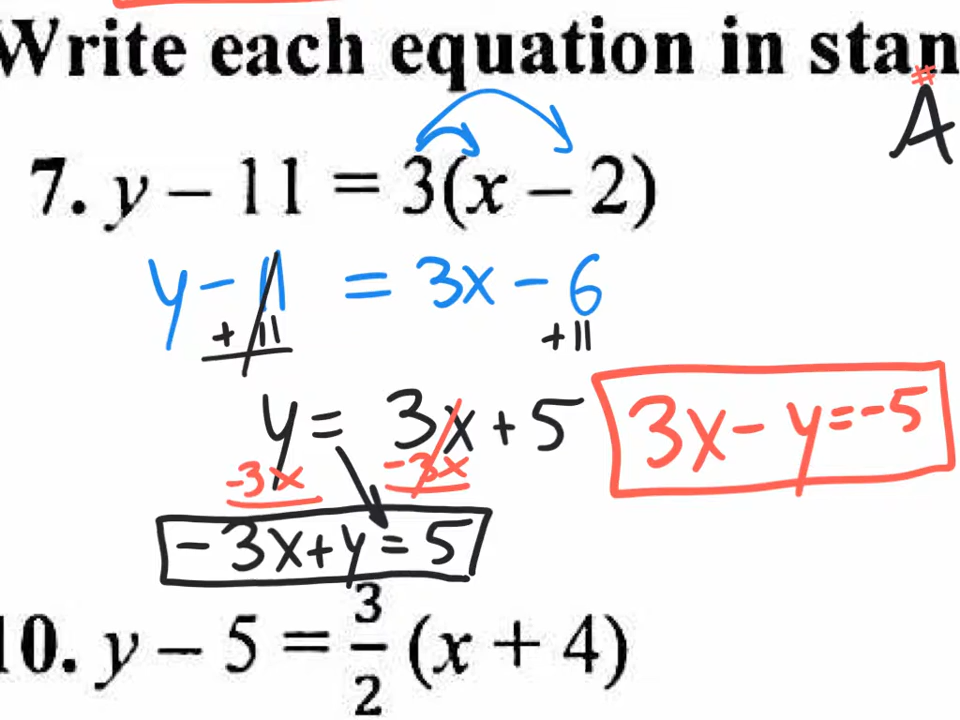 Write each equation in stan
#
A
7. y – 11 = 3(x – 2)
y - 11 = 3x - 6
+ 11 +11
y = 3x + 5
3x - y = -5
-3x -3x
-3x + y = 5
10. y – 5 = 3/2 (x + 4)